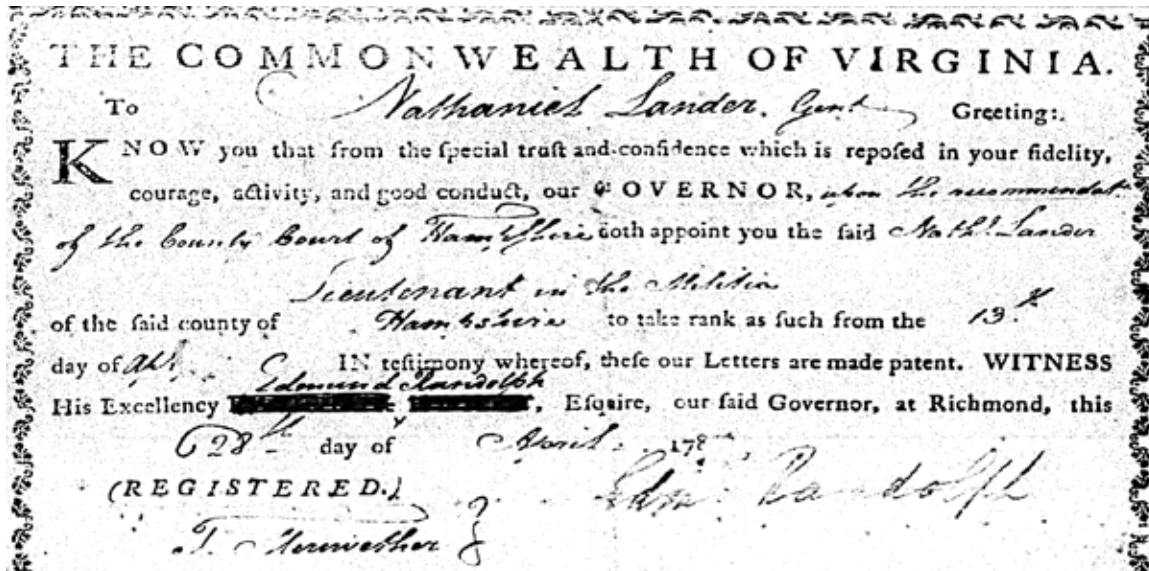 THE COMMONWEALTH OF VIRGINIA.
To Nathaniel Lander. Gent Greeting:
KNOW you that from the ſpecial truſt and confidence which is repoſed in your fidelity,
courage, activity, and good conduct, our GOVERNOR, upon the recommendat
of the County Court of Hampſhire doth appoint you the ſaid Nath.l Lander
Lieutenant in the Militia
of the ſaid county of Hampshire to take rank as ſuch from the 13.th
day of IN teſtimony whereof, theſe our Letters are made patent. WITNESS
Edmund Randolph
His Excellency , Eſquire, our ſaid Governor, at Richmond, this
28th day of April 178
(REGISTERED.) Edm: Randolph
T. Meriwether